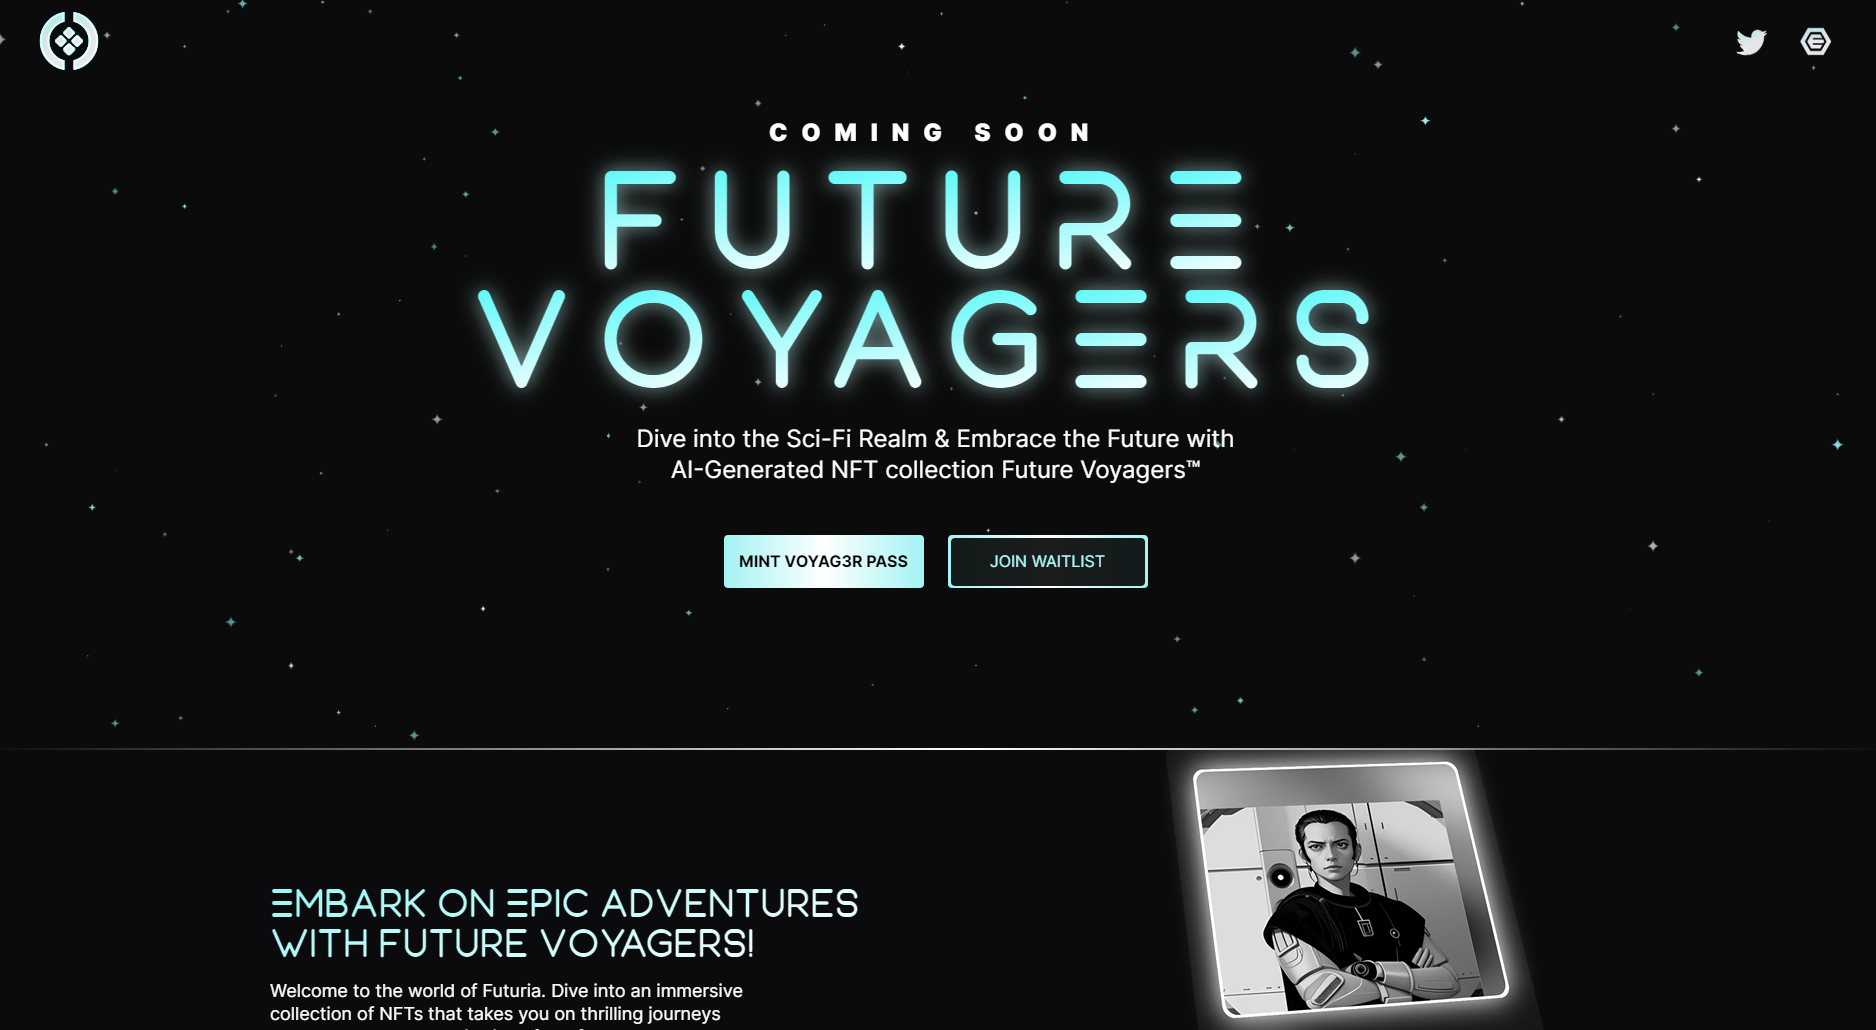 COMING SOON
FUTURE
VOYAGERS
Dive into the Sci-Fi Realm & Embrace the Future with
AI-Generated NFT collection Future Voyagers™
MINT VOYAG3R PASS
JOIN WAITLIST
EMBARK ON EPIC ADVENTURES
WITH FUTURE VOYAGERS!
Welcome to the world of Futuria. Dive into an immersive
collection of NFTs that takes you on thrilling journeys